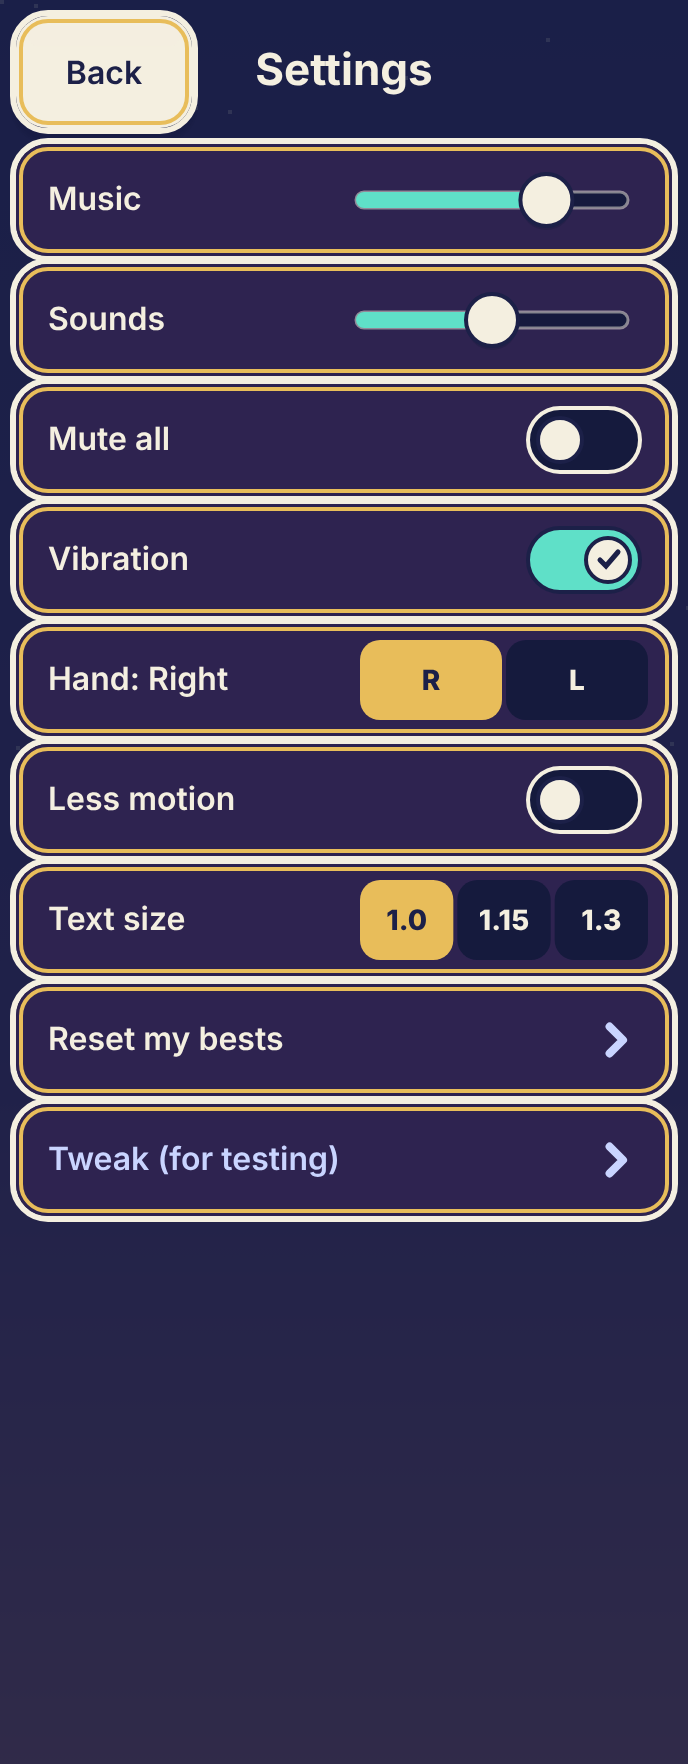 Back
Settings
Music
Sounds
Mute all
Vibration
Hand: Right
R
L
Less motion
Text size
1.0
1.15
1.3
Reset my bests
Tweak (for testing)